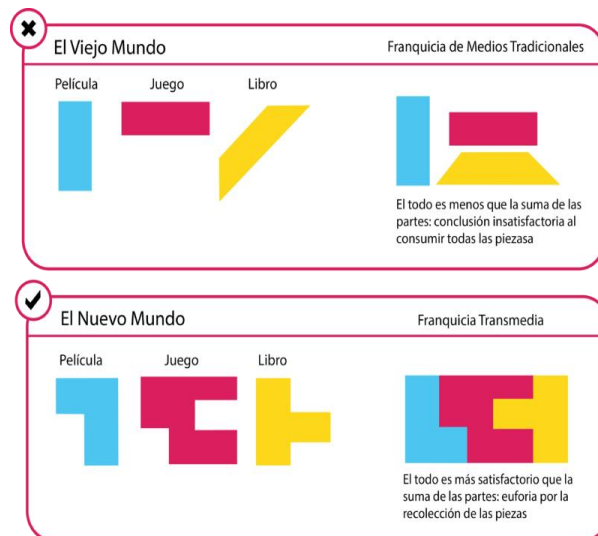 El Viejo Mundo
Franquicia de Medios Tradicionales
Película
Juego
Libro
El todo es menos que la suma de las
partes: conclusión insatisfactoria al
consumir todas las piezasa
El Nuevo Mundo
Franquicia Transmedia
Película
Juego
Libro
El todo es más satisfactorio que la
suma de las partes: euforia por la
recolección de las piezas